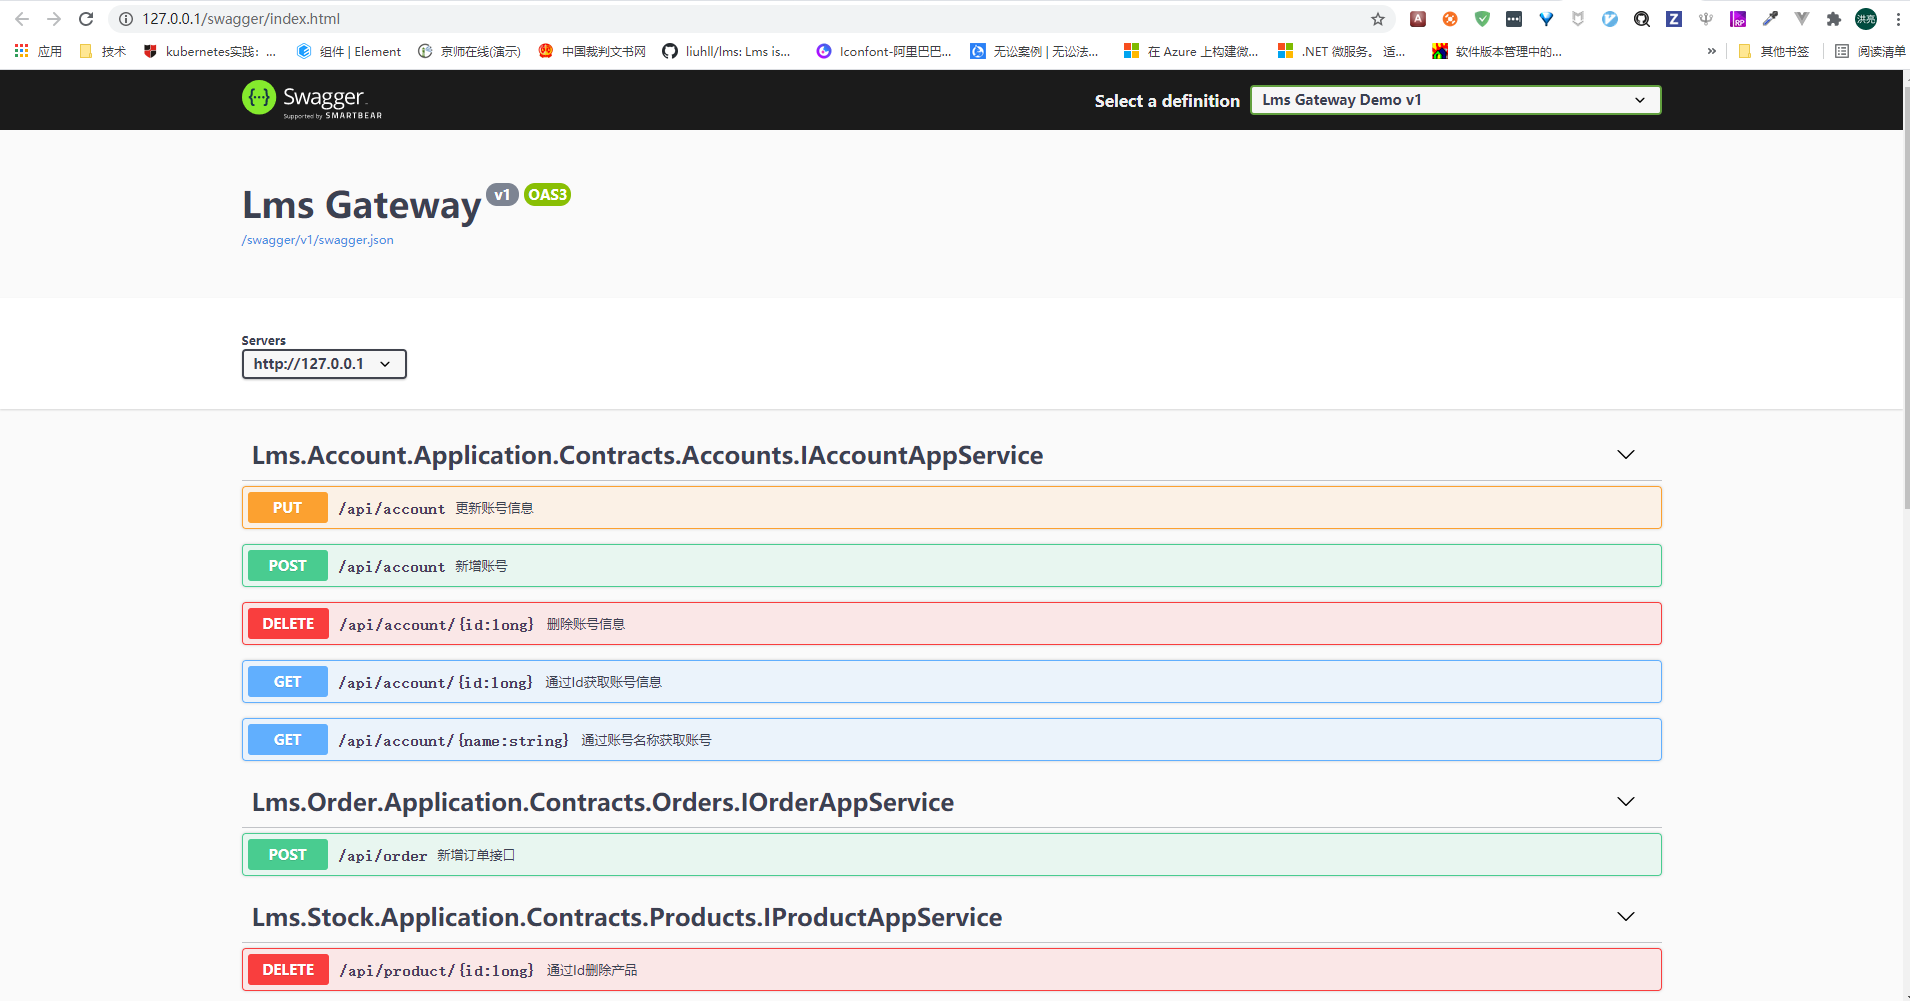 127.0.0.1/swagger/index.html
应用 技术 kubernetes实践：... 组件 | Element 京师在线(演示) 中国裁判文书网 liuhll/lms: Lms is... Iconfont-阿里巴巴... 无讼案例 | 无讼法... 在 Azure 上构建微... .NET 微服务。 适... 软件版本管理中的... » 其他书签 阅读清单
Swagger
Supported by SMARTBEAR
Select a definition Lms Gateway Demo v1
Lms Gateway v1 OAS3
/swagger/v1/swagger.json
Servers
http://127.0.0.1
Lms.Account.Application.Contracts.Accounts.IAccountAppService
PUT /api/account 更新账号信息
POST /api/account 新增账号
DELETE /api/account/{id:long} 删除账号信息
GET /api/account/{id:long} 通过Id获取账号信息
GET /api/account/{name:string} 通过账号名称获取账号
Lms.Order.Application.Contracts.Orders.IOrderAppService
POST /api/order 新增订单接口
Lms.Stock.Application.Contracts.Products.IProductAppService
DELETE /api/product/{id:long} 通过Id删除产品